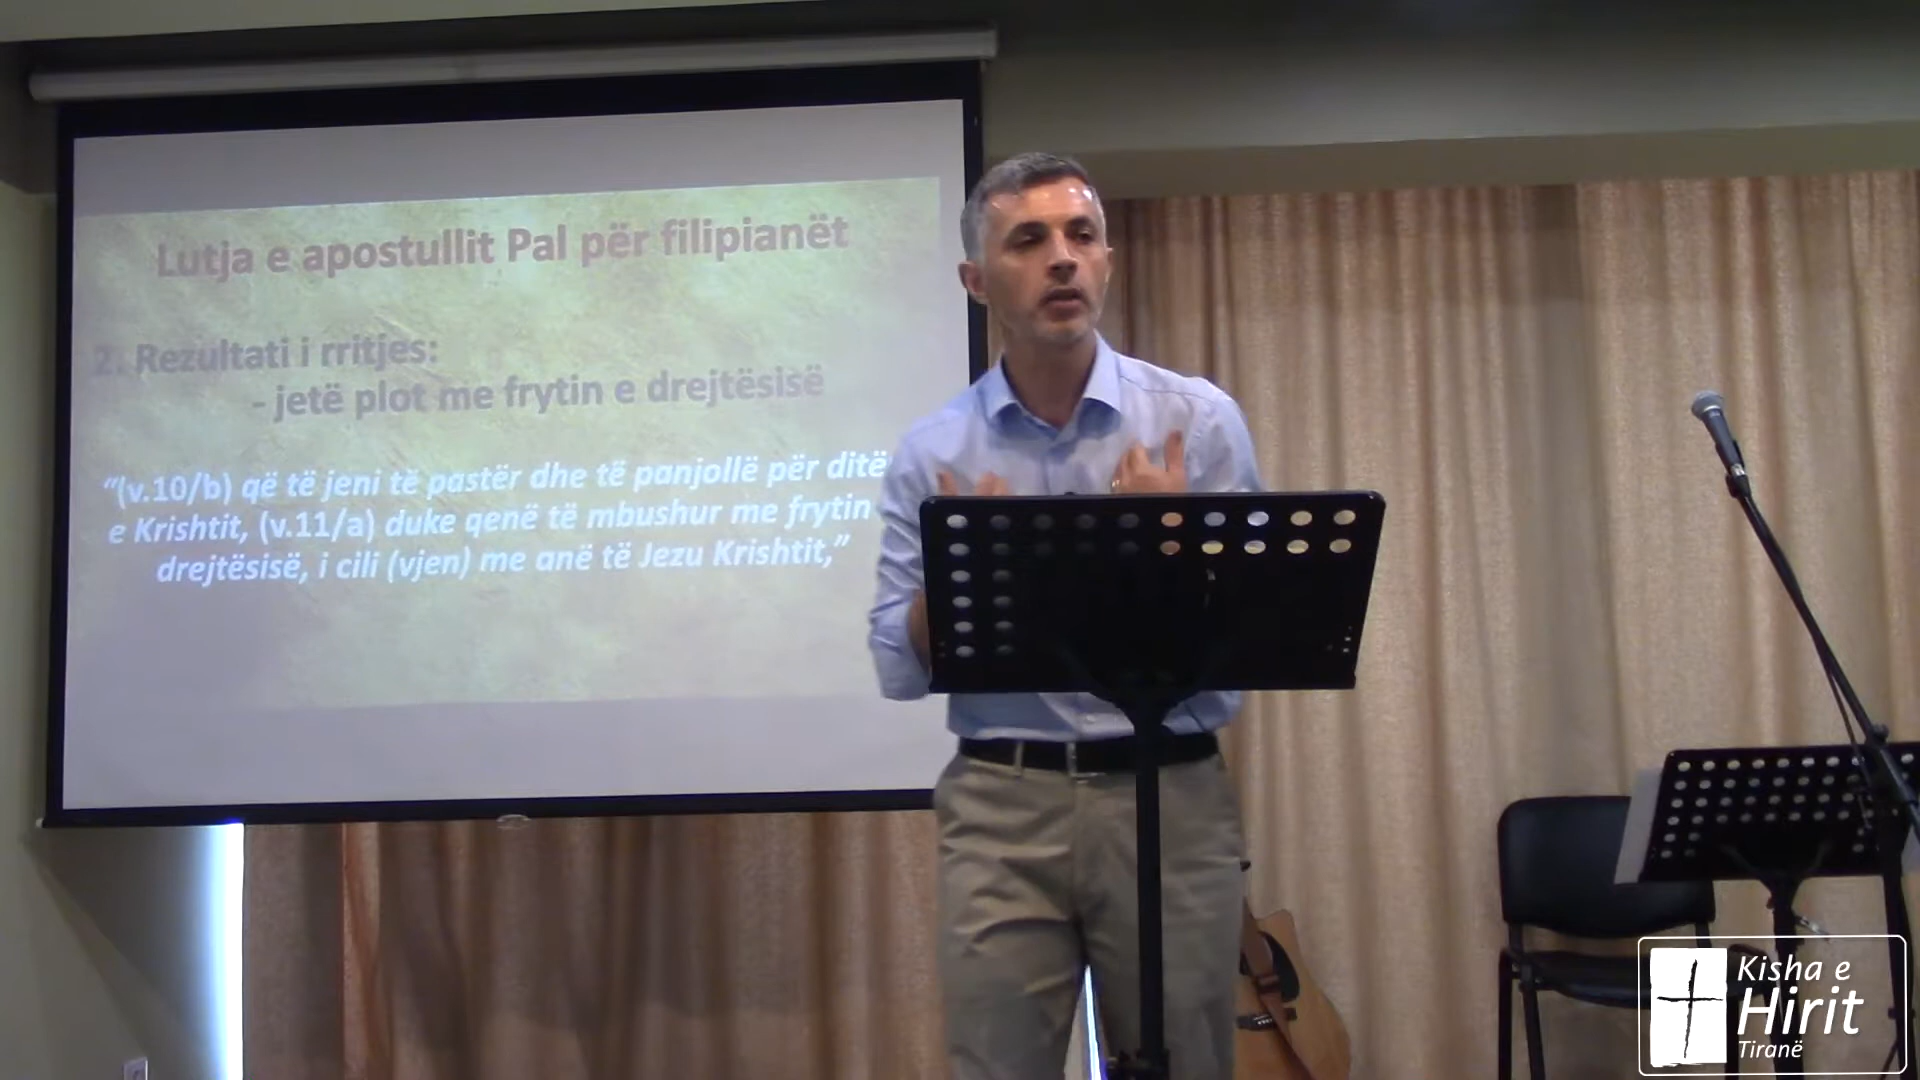 Lutja e apostullit Pal për filipianët
2. Rezultati i rritjes:
- jetë plot me frytin e drejtësisë
“(v.10/b) që të jeni të pastër dhe të panjollë për ditë
e Krishtit, (v.11/a) duke qenë të mbushur me frytin
drejtësisë, i cili (vjen) me anë të Jezu Krishtit,”
Kisha e
Hirit
Tiranë